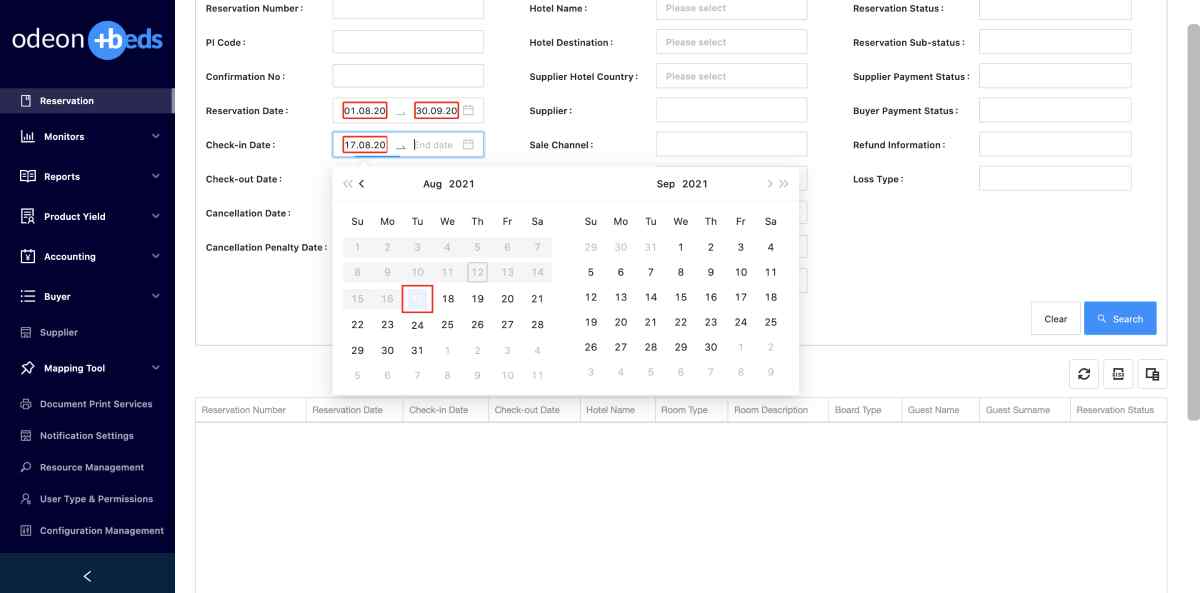 odeon +beds
Reservation
Monitors
Reports
Product Yield
Accounting
Buyer
Supplier
Mapping Tool
Document Print Services
Notification Settings
Resource Management
User Type & Permissions
Configuration Management
Reservation Number : Hotel Name : Please select Reservation Status :
PI Code : Hotel Destination : Please select Reservation Sub-status :
Confirmation No : Supplier Hotel Country : Please select Supplier Payment Status :
Reservation Date : 01.08.20 30.09.20 Supplier : Buyer Payment Status :
Check-in Date : 17.08.20 End date Sale Channel : Refund Information :
Check-out Date : Loss Type :
Cancellation Date :
Cancellation Penalty Date :
Aug 2021
Su Mo Tu We Th Fr Sa
1 2 3 4 5 6 7
8 9 10 11 12 13 14
15 16 18 19 20 21
22 23 24 25 26 27 28
29 30 31 1 2 3 4
5 6 7 8 9 10 11
Sep 2021
Su Mo Tu We Th Fr Sa
29 30 31 1 2 3 4
5 6 7 8 9 10 11
12 13 14 15 16 17 18
19 20 21 22 23 24 25
26 27 28 29 30 1 2
3 4 5 6 7 8 9
Clear Search
Reservation Number Reservation Date Check-in Date Check-out Date Hotel Name Room Type Room Description Board Type Guest Name Guest Surname Reservation Status